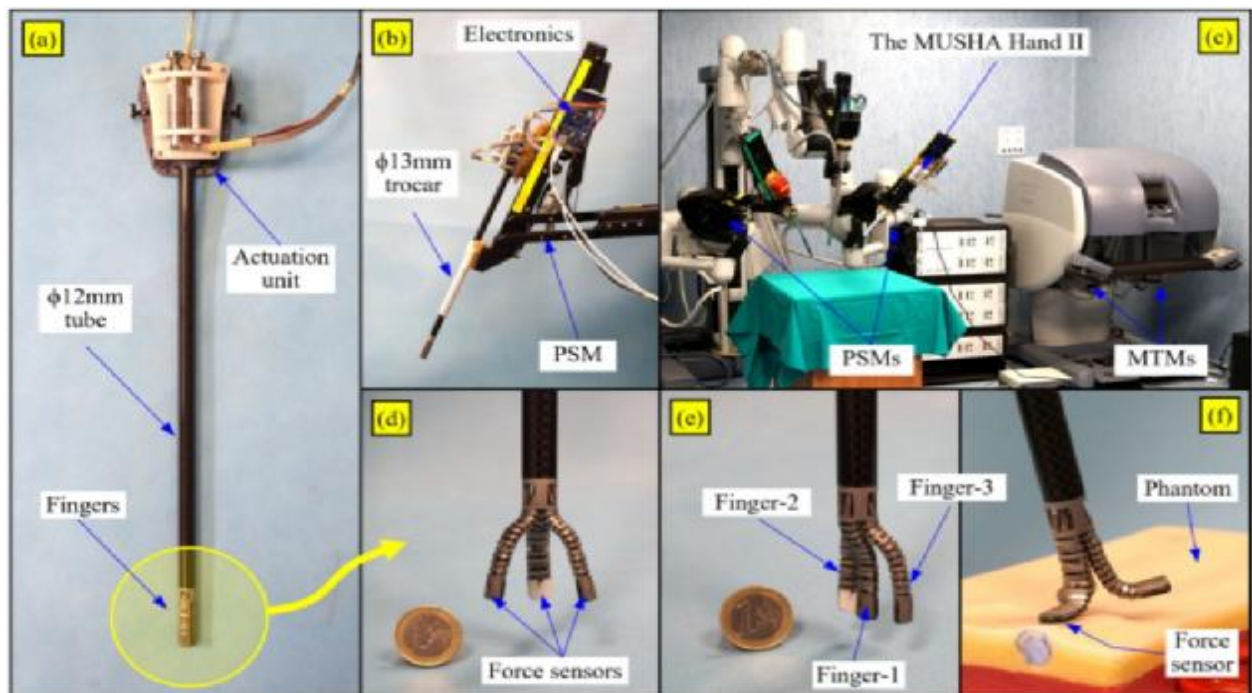 (a)
Actuation
unit
ϕ12mm
tube
Fingers
(b)
Electronics
ϕ13mm
trocar
PSM
The MUSHA Hand II
(c)
PSMs
MTMs
(d)
Force sensors
(e)
Finger-2
Finger-3
Finger-1
(f)
Phantom
Force
sensor